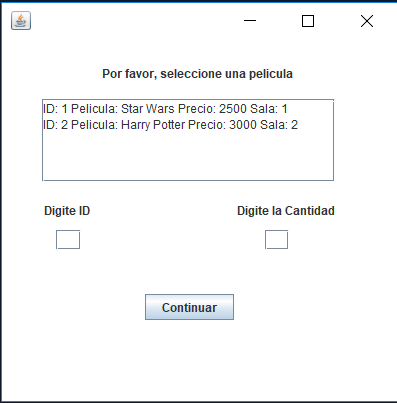 Por favor, seleccione una pelicula
ID: 1 Pelicula: Star Wars Precio: 2500 Sala: 1
ID: 2 Pelicula: Harry Potter Precio: 3000 Sala: 2
Digite ID
Digite la Cantidad
Continuar